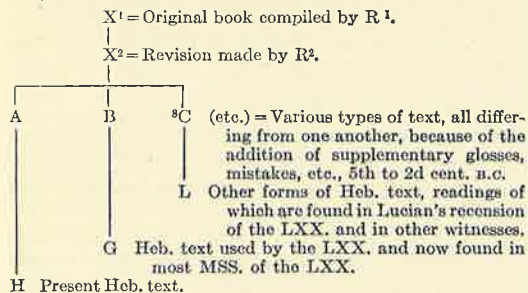 X¹ = Original book compiled by R¹.
X² = Revision made by R².
A B ⁸C (etc.) = Various types of text, all differ-
ing from one another, because of the
addition of supplementary glosses,
mistakes, etc., 5th to 2d cent. B.C.
L Other forms of Heb. text, readings of
which are found in Lucian's recension
of the LXX. and in other witnesses.
G Heb. text used by the LXX. and now found in
most MSS. of the LXX.
H Present Heb. text.